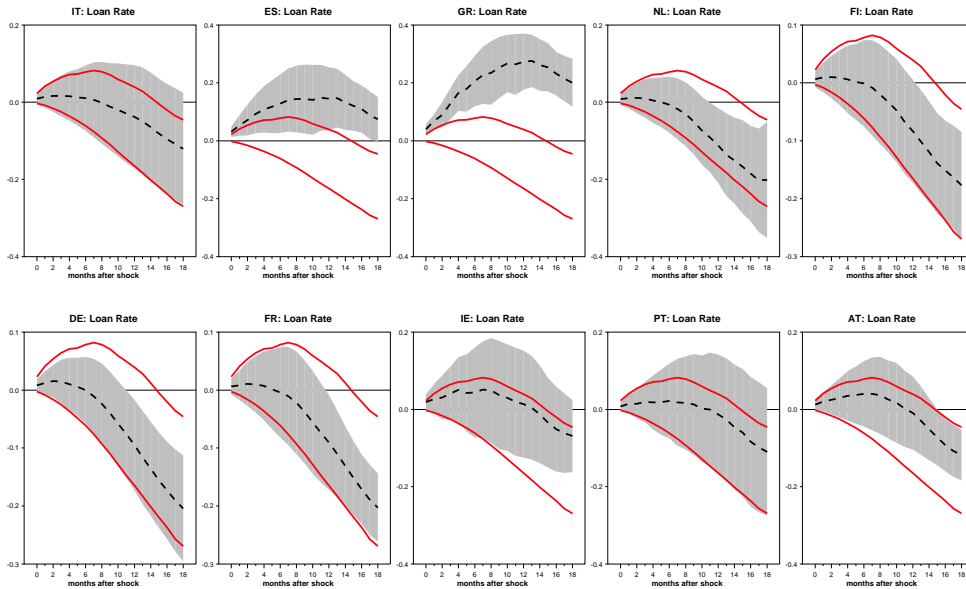 IT: Loan Rate
ES: Loan Rate
GR: Loan Rate
NL: Loan Rate
FI: Loan Rate
0.2
0.0
-0.2
-0.4
0 2 4 6 8 10 12 14 16 18
months after shock
0.4
0.2
0.0
-0.2
-0.4
0 2 4 6 8 10 12 14 16 18
months after shock
0.4
0.2
0.0
-0.2
-0.4
0 2 4 6 8 10 12 14 16 18
months after shock
0.2
0.0
-0.2
-0.4
0 2 4 6 8 10 12 14 16 18
months after shock
0.1
0.0
-0.1
-0.2
-0.3
0 2 4 6 8 10 12 14 16 18
months after shock
DE: Loan Rate
FR: Loan Rate
IE: Loan Rate
PT: Loan Rate
AT: Loan Rate
0.1
0.0
-0.1
-0.2
-0.3
0 2 4 6 8 10 12 14 16 18
months after shock
0.1
0.0
-0.1
-0.2
-0.3
0 2 4 6 8 10 12 14 16 18
months after shock
0.2
0.0
-0.2
-0.4
0 2 4 6 8 10 12 14 16 18
months after shock
0.2
0.0
-0.2
-0.4
0 2 4 6 8 10 12 14 16 18
months after shock
0.2
0.0
-0.2
-0.4
0 2 4 6 8 10 12 14 16 18
months after shock